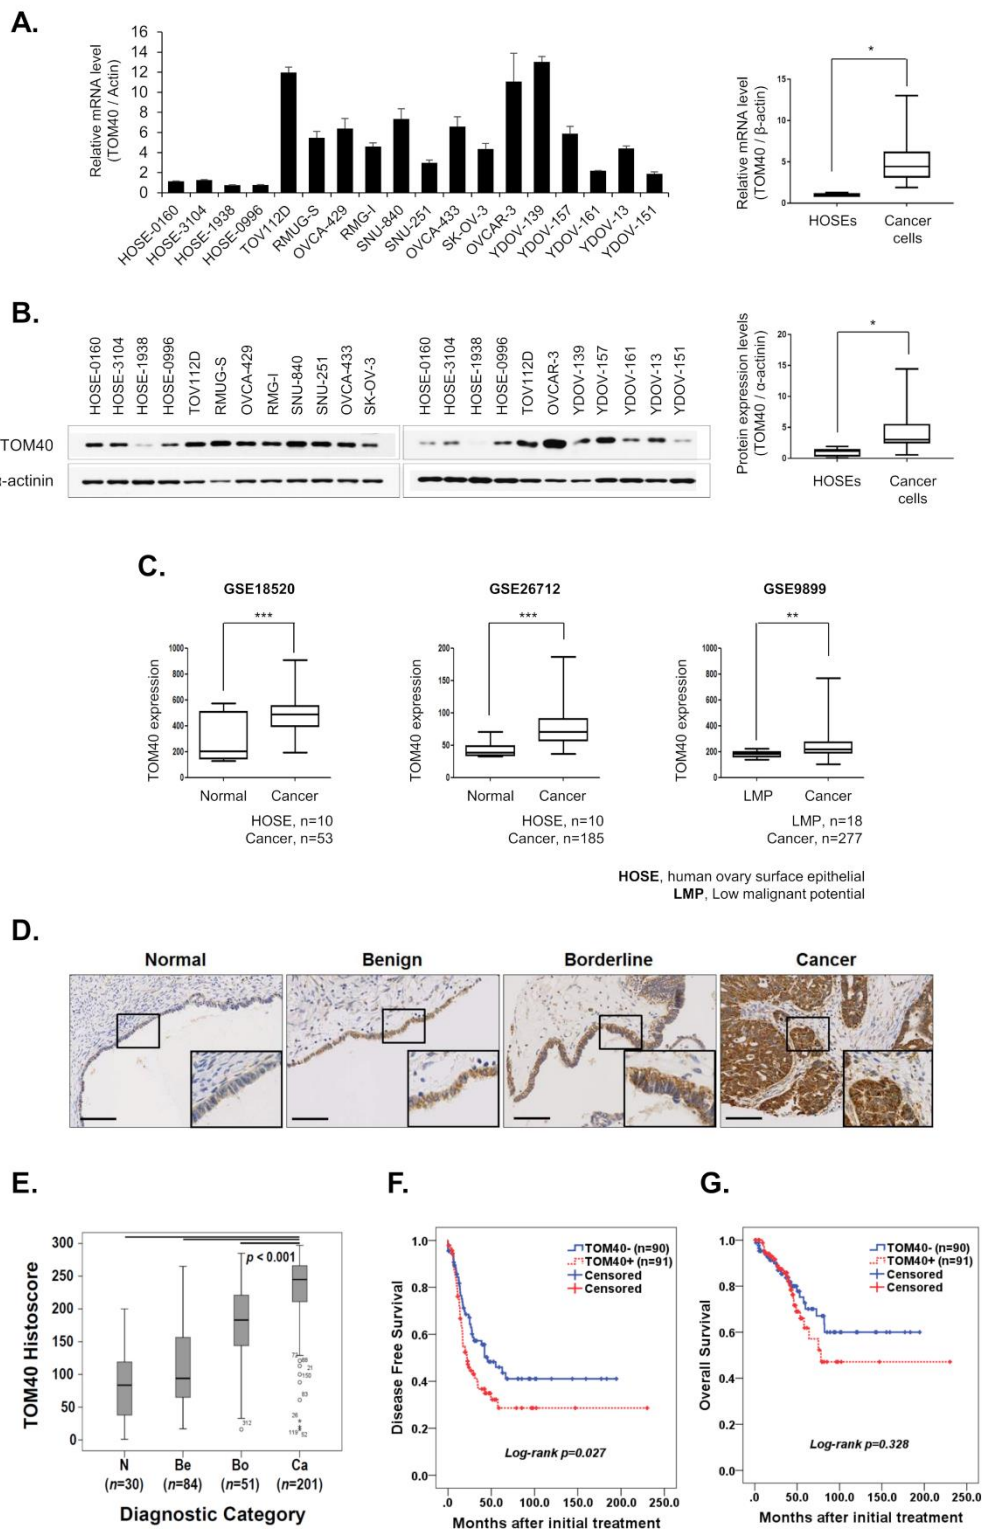 A.
Relative mRNA level
(TOM40 / Actin)
16
14
12
10
8
6
4
2
0
HOSE-0160
HOSE-3104
HOSE-1938
HOSE-0996
TOV112D
RMUG-S
OVCA-429
RMG-I
SNU-840
SNU-251
OVCA-433
SK-OV-3
OVCAR-3
YDOV-139
YDOV-157
YDOV-161
YDOV-13
YDOV-151
Relative mRNA level
(TOM40 / β-actin)
15
10
5
0
*
HOSEs
Cancer
cells
B.
HOSE-0160
HOSE-3104
HOSE-1938
HOSE-0996
TOV112D
RMUG-S
OVCA-429
RMG-I
SNU-840
SNU-251
OVCA-433
SK-OV-3
HOSE-0160
HOSE-3104
HOSE-1938
HOSE-0996
TOV112D
OVCAR-3
YDOV-139
YDOV-157
YDOV-161
YDOV-13
YDOV-151
TOM40
-actinin
Protein expression levels
(TOM40 / α-actinin)
20
15
10
5
0
*
HOSEs
Cancer
cells
C.
GSE18520
***
TOM40 expression
1000
800
600
400
200
0
Normal Cancer
HOSE, n=10
Cancer, n=53
GSE26712
***
TOM40 expression
200
150
100
50
0
Normal Cancer
HOSE, n=10
Cancer, n=185
GSE9899
**
TOM40 expression
1000
800
600
400
200
0
LMP Cancer
LMP, n=18
Cancer, n=277
HOSE, human ovary surface epithelial
LMP, Low malignant potential
D.
Normal Benign Borderline Cancer
E.
TOM40 Histoscore
300
250
200
150
100
50
0
p < 0.001
312
21
150
83
26
52
N Be Bo Ca
(n=30) (n=84) (n=51) (n=201)
Diagnostic Category
F.
Disease Free Survival
1.0
0.8
0.6
0.4
0.2
0.0
TOM40- (n=90)
TOM40+ (n=91)
Censored
Censored
Log-rank p=0.027
.0 50.0 100.0 150.0 200.0 250.0
Months after initial treatment
G.
Overall Survival
1.0
0.8
0.6
0.4
0.2
0.0
TOM40- (n=90)
TOM40+ (n=91)
Censored
Censored
Log-rank p=0.328
.0 50.0 100.0 150.0 200.0 250.0
Months after initial treatment